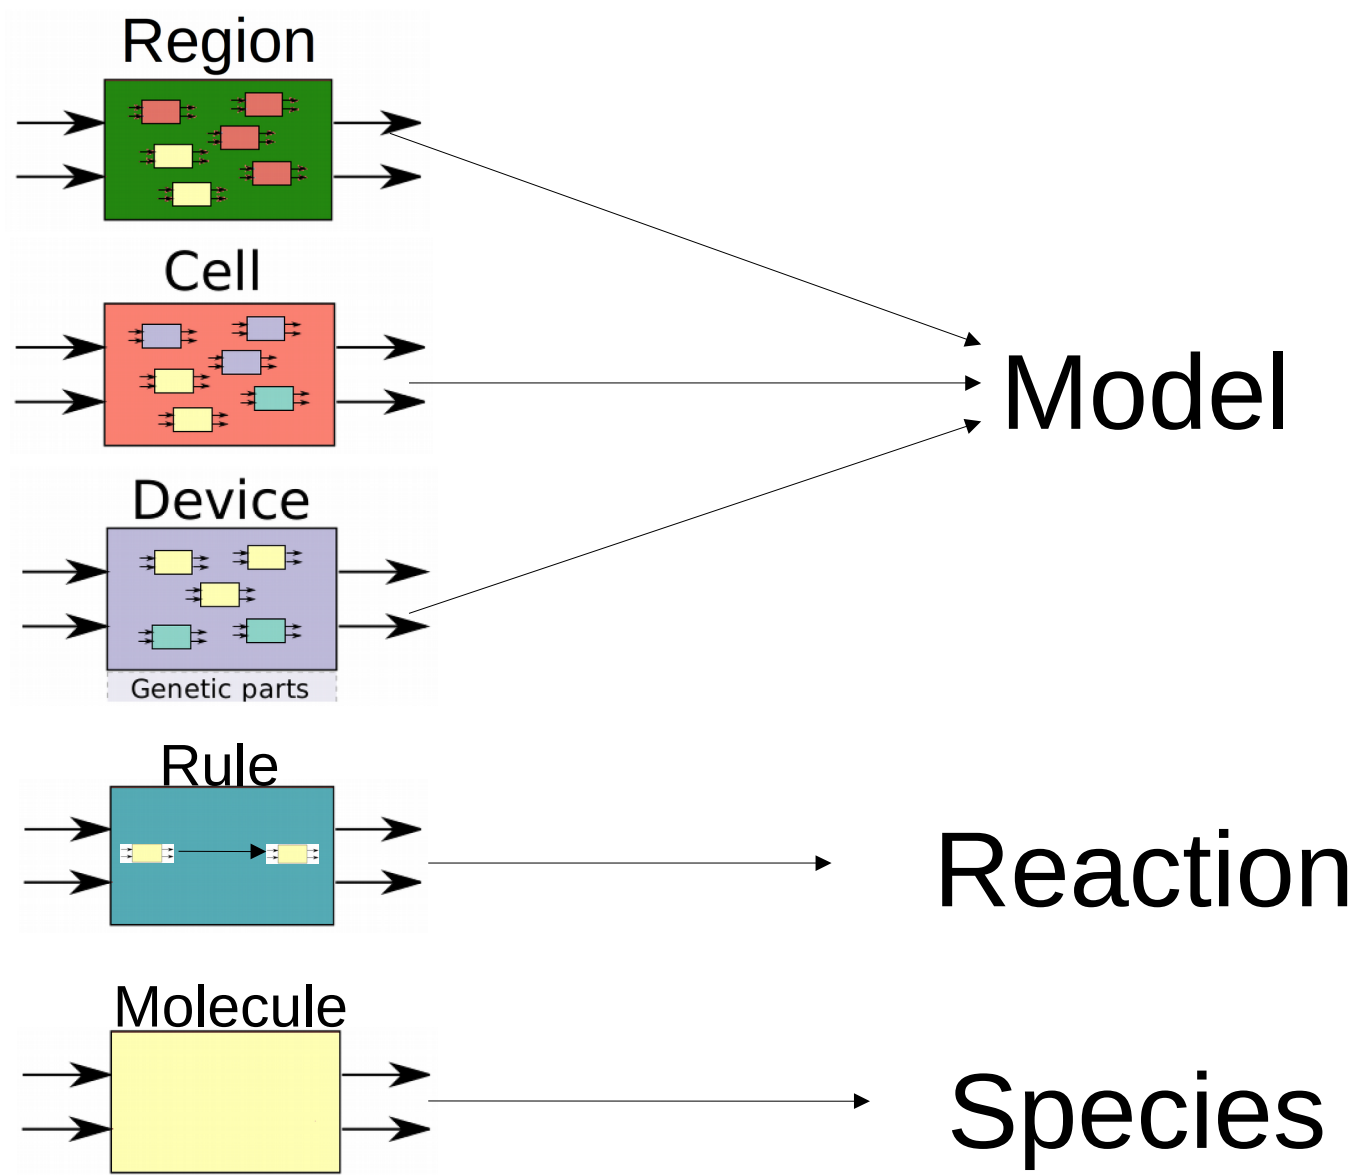 Region
Cell
Model
Device
Genetic parts
Rule
Reaction
Molecule
Species